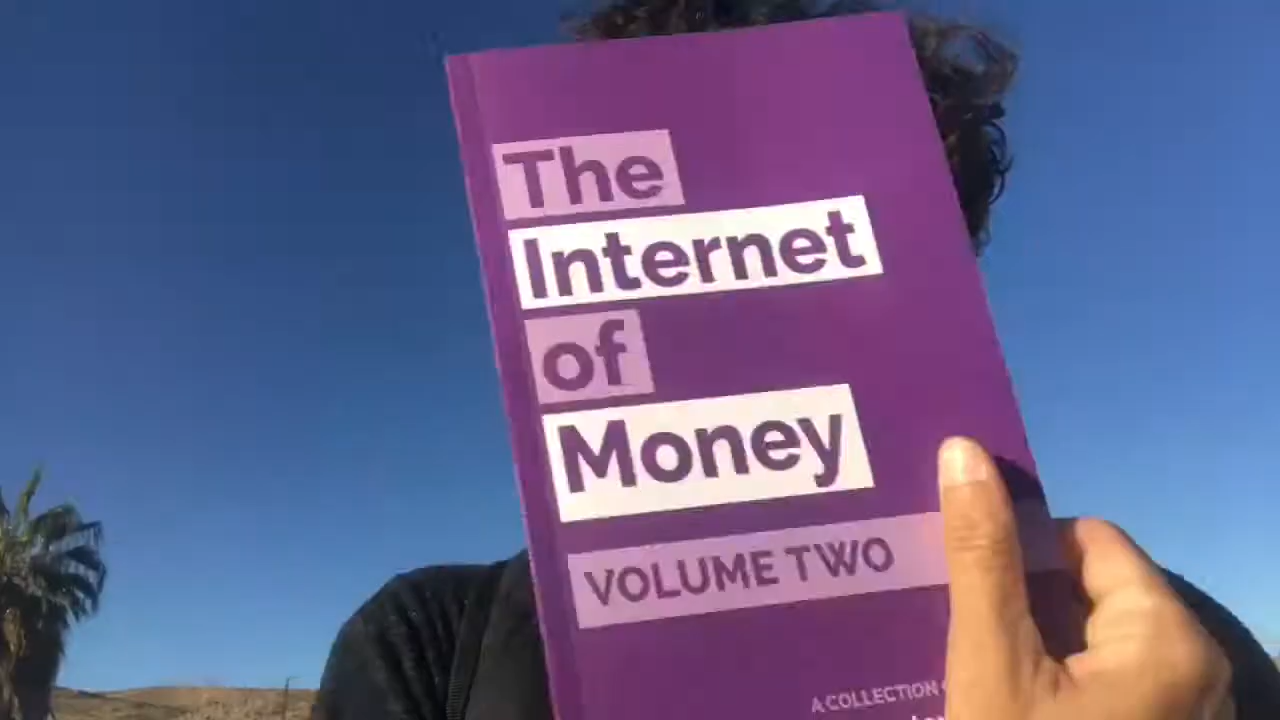 The
Internet
of
Money
VOLUME TWO
A COLLECTION